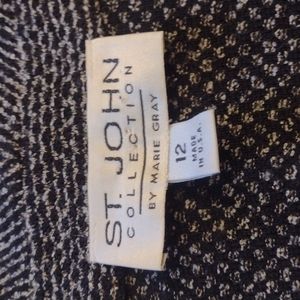 ST. JOHN
COLLECTION
BY MARIE GRAY
12
MADE
IN U.S.A.